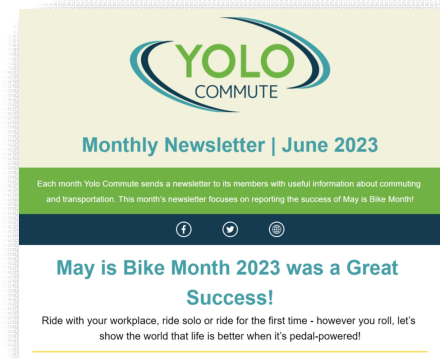 YOLO
COMMUTE
Monthly Newsletter | June 2023
Each month Yolo Commute sends a newsletter to its members with useful information about commuting
and transportation. This month's newsletter focuses on reporting the success of May is Bike Month!
May is Bike Month 2023 was a Great
Success!
Ride with your workplace, ride solo or ride for the first time - however you roll, let's
show the world that life is better when it's pedal-powered!